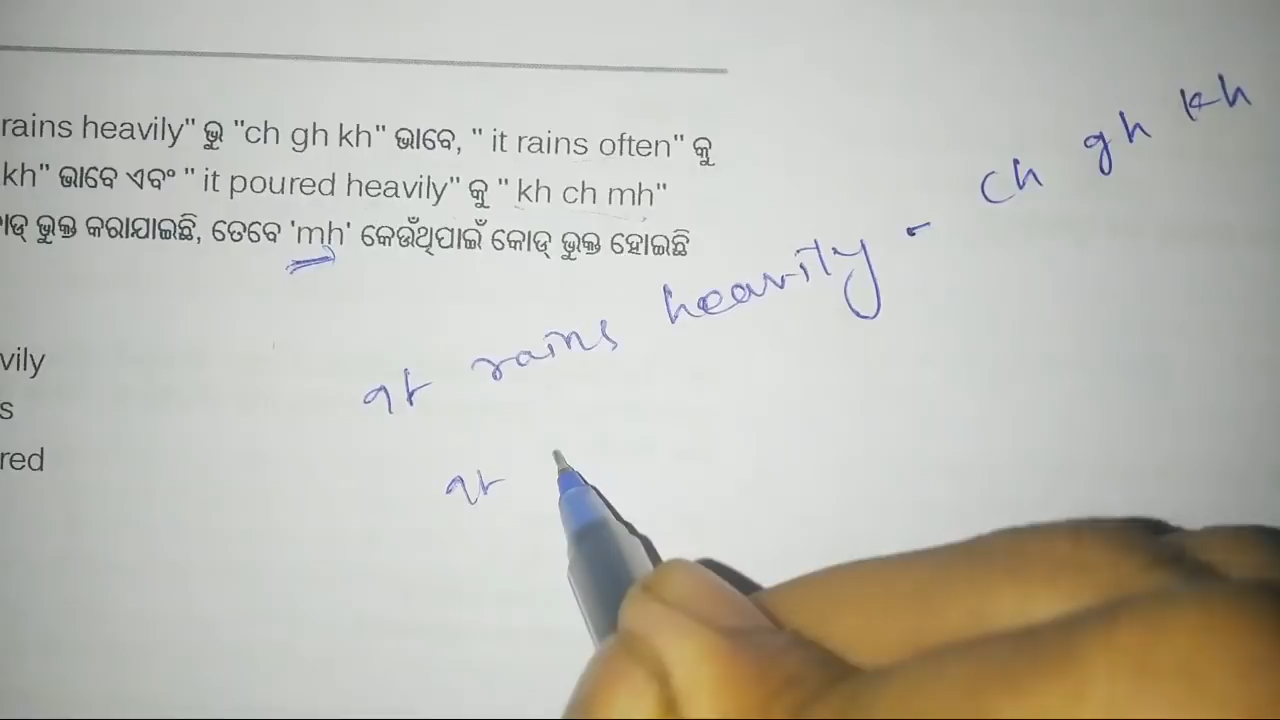 rains heavily" ଭୁ "ch gh kh" ଭାବେ, " it rains often" କୁ
kh" ଭାବେ ଏବଂ " it poured heavily" କୁ " kh ch mh"
ଡ୍ ଭୁକ୍ତ କରାଯାଇଛି, ତେବେ 'mh' କେଉଁଥିପାଇଁ କୋଡ୍ ଭୁକ୍ତ ହୋଇଛି
vily
s
red
It rains heavily - ch gh kh
It